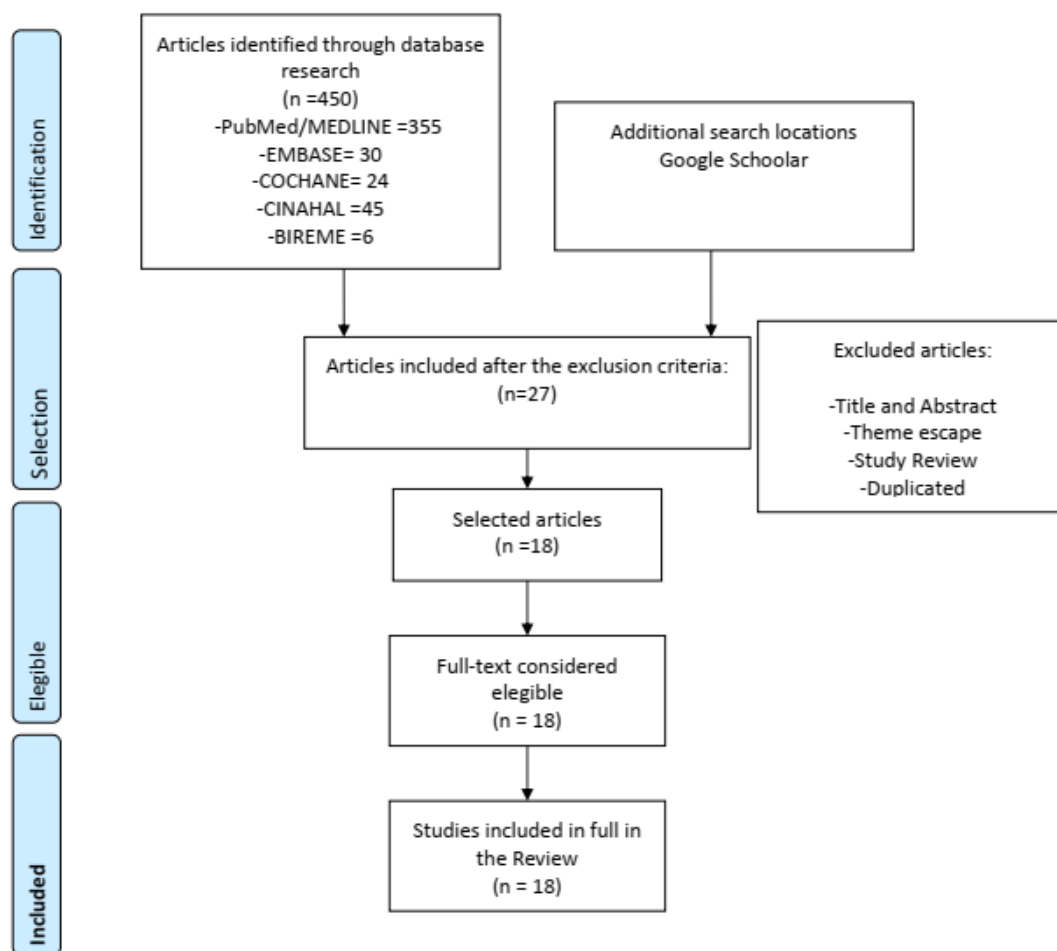 Identification
Articles identified through database
research
(n =450)
-PubMed/MEDLINE =355
-EMBASE= 30
-COCHANE= 24
-CINAHAL =45
-BIREME =6
Additional search locations
Google Schoolar
Selection
Articles included after the exclusion criteria:
(n=27)
Excluded articles:
-Title and Abstract
-Theme escape
-Study Review
-Duplicated
Selected articles
(n =18)
Elegible
Full-text considered
elegible
(n = 18)
Included
Studies included in full in
the Review
(n = 18)